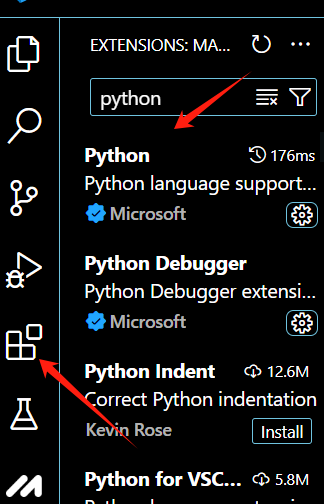 EXTENSIONS: MA...
python
Python
176ms
Python language support...
Microsoft
Python Debugger
Python Debugger extensi...
Microsoft
Python Indent
12.6M
Correct Python indentation
Kevin Rose
Install
Python for VSC...
5.8M